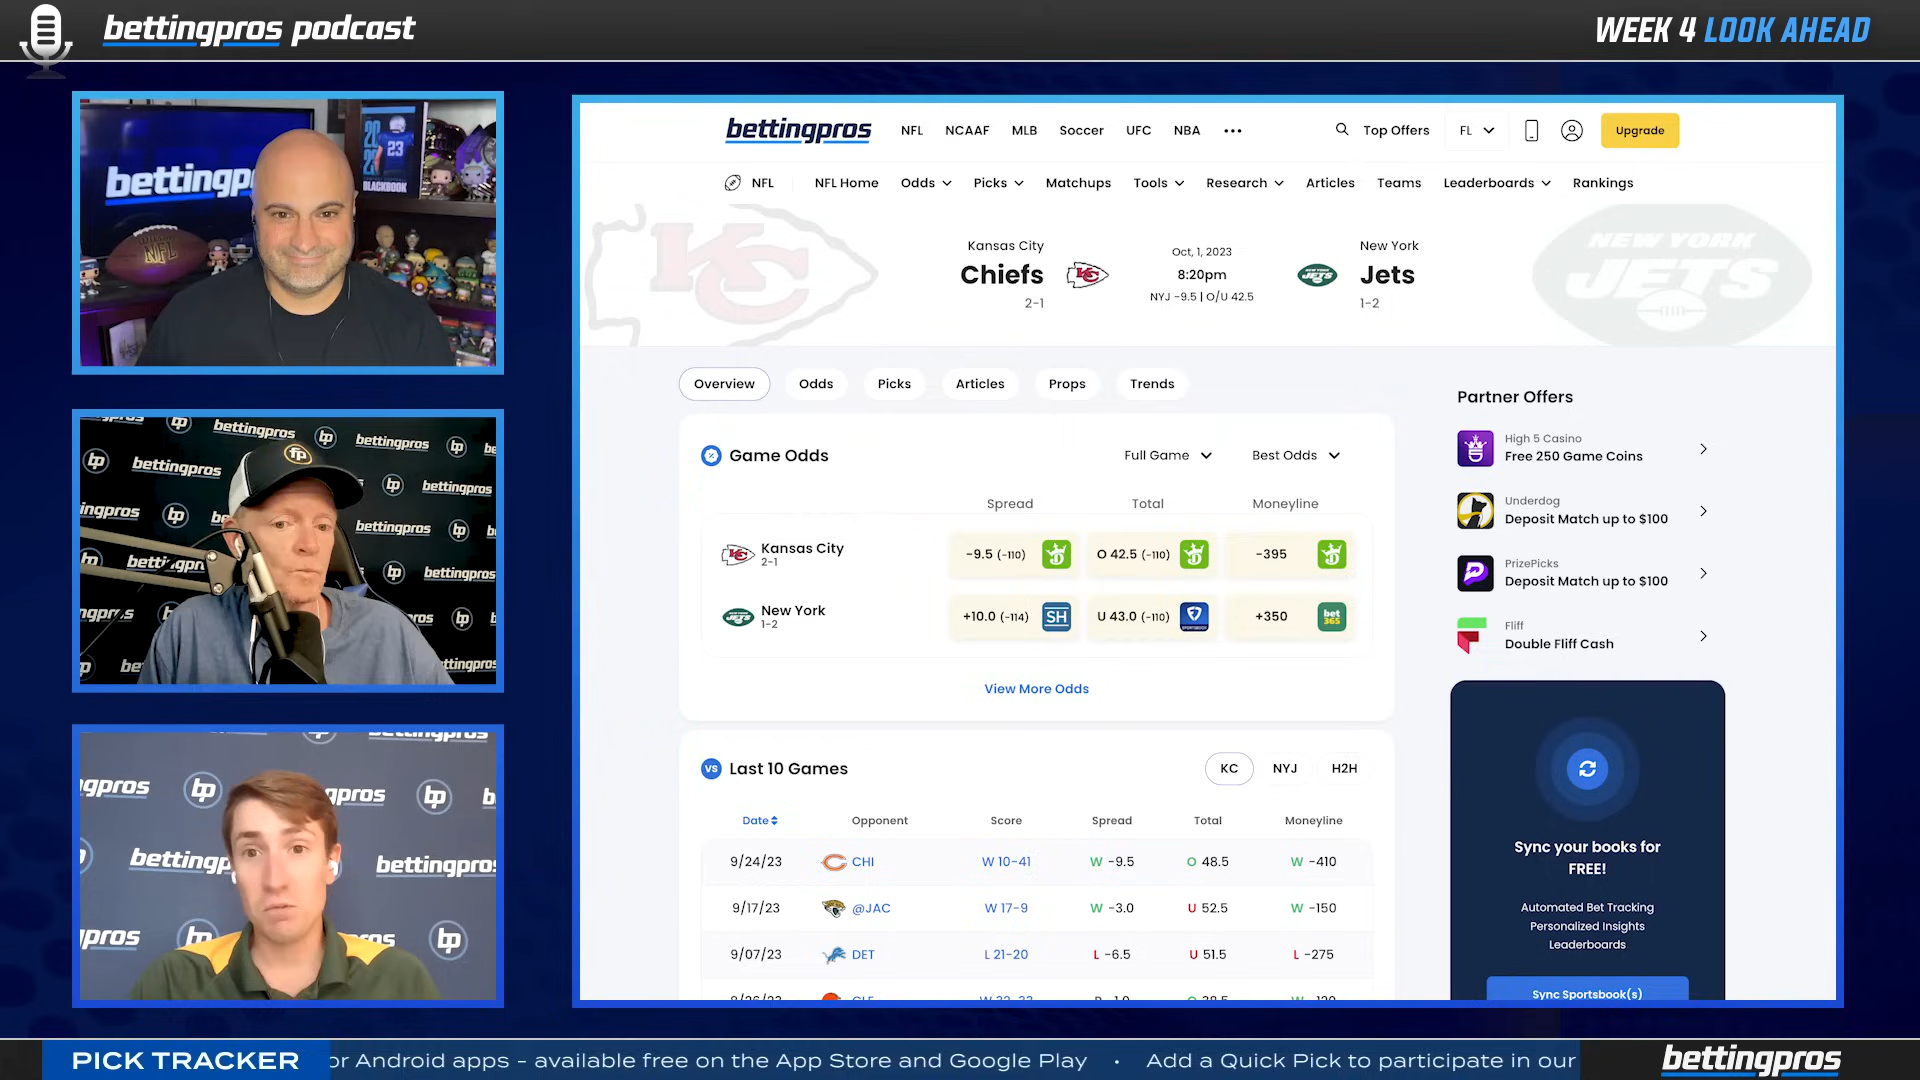 bettingpros podcast
WEEK 4 LOOK AHEAD
bettingpros NFL NCAAF MLB Soccer UFC NBA ••• Top Offers FL Upgrade
NFL NFL Home Odds Picks Matchups Tools Research Articles Teams Leaderboards Rankings
Kansas City
Chiefs
2-1
Oct, 1, 2023
8:20pm
NYJ -9.5 | O/U 42.5
New York
Jets
1-2
KC
NEW YORK
JETS
Overview Odds Picks Articles Props Trends
Game Odds Full Game Best Odds
Spread Total Moneyline
Kansas City
2-1
-9.5 (-110) O 42.5 (-110) -395
New York
1-2
+10.0 (-114) SH U 43.0 (-110) +350 bet365
View More Odds
VS Last 10 Games KC NYJ H2H
Date Opponent Score Spread Total Moneyline
9/24/23 CHI W 10-41 W -9.5 O 48.5 W -410
9/17/23 @JAC W 17-9 W -3.0 U 52.5 W -150
9/07/23 DET L 21-20 L -6.5 U 51.5 L -275
Partner Offers
High 5 Casino
Free 250 Game Coins
Underdog
Deposit Match up to $100
PrizePicks
Deposit Match up to $100
Fliff
Double Fliff Cash
Sync your books for
FREE!
Automated Bet Tracking
Personalized Insights
Leaderboards
Sync Sportsbook(s)
PICK TRACKER
or Android apps - available free on the App Store and Google Play • Add a Quick Pick to participate in our
bettingpros